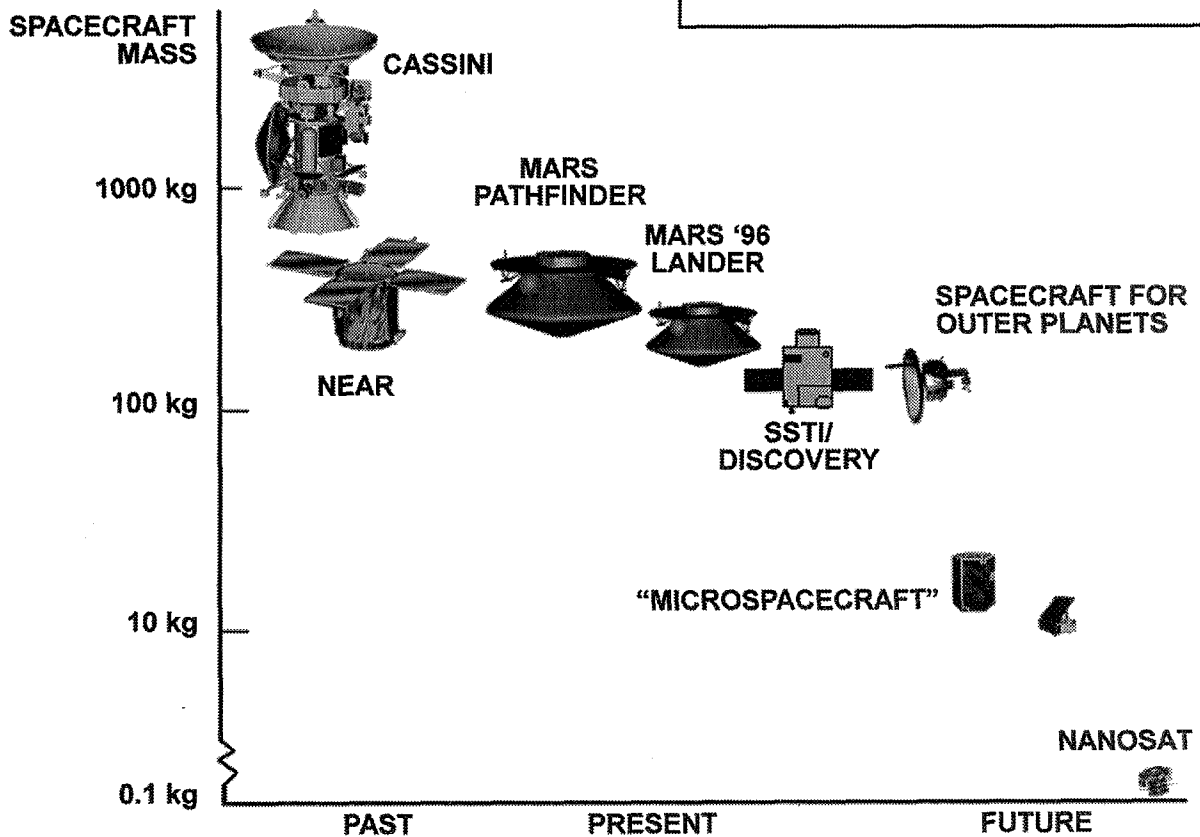 SPACECRAFT
MASS
CASSINI
1000 kg
MARS
PATHFINDER
MARS ‘96
LANDER
SPACECRAFT FOR
OUTER PLANETS
NEAR
100 kg
SSTI/
DISCOVERY
“MICROSPACECRAFT”
10 kg
NANOSAT
0.1 kg
PAST
PRESENT
FUTURE